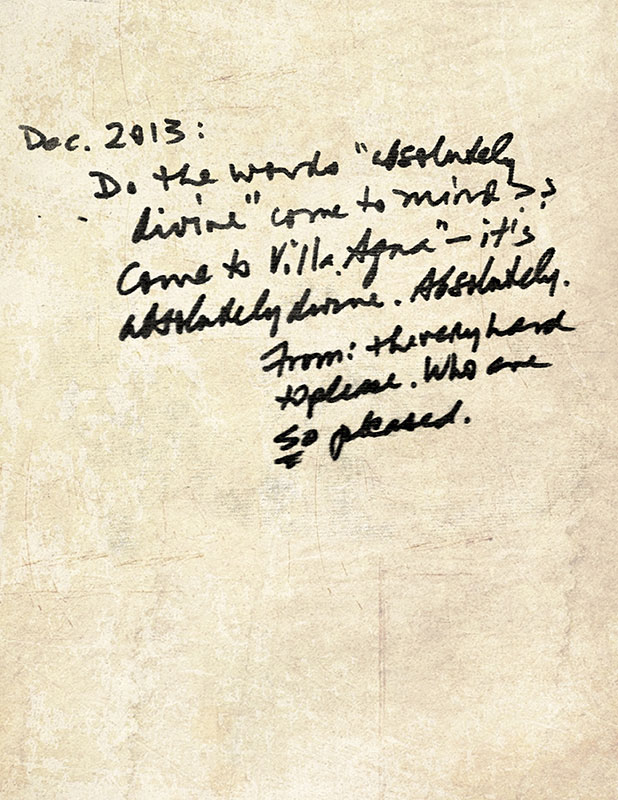 Dec. 2013:
Do the words "absolutely
divine" come to mind??
Come to Villa Agua" – it's
absolutely divine. Absolutely.
From: the very hard
to please. Who are
So pleased.